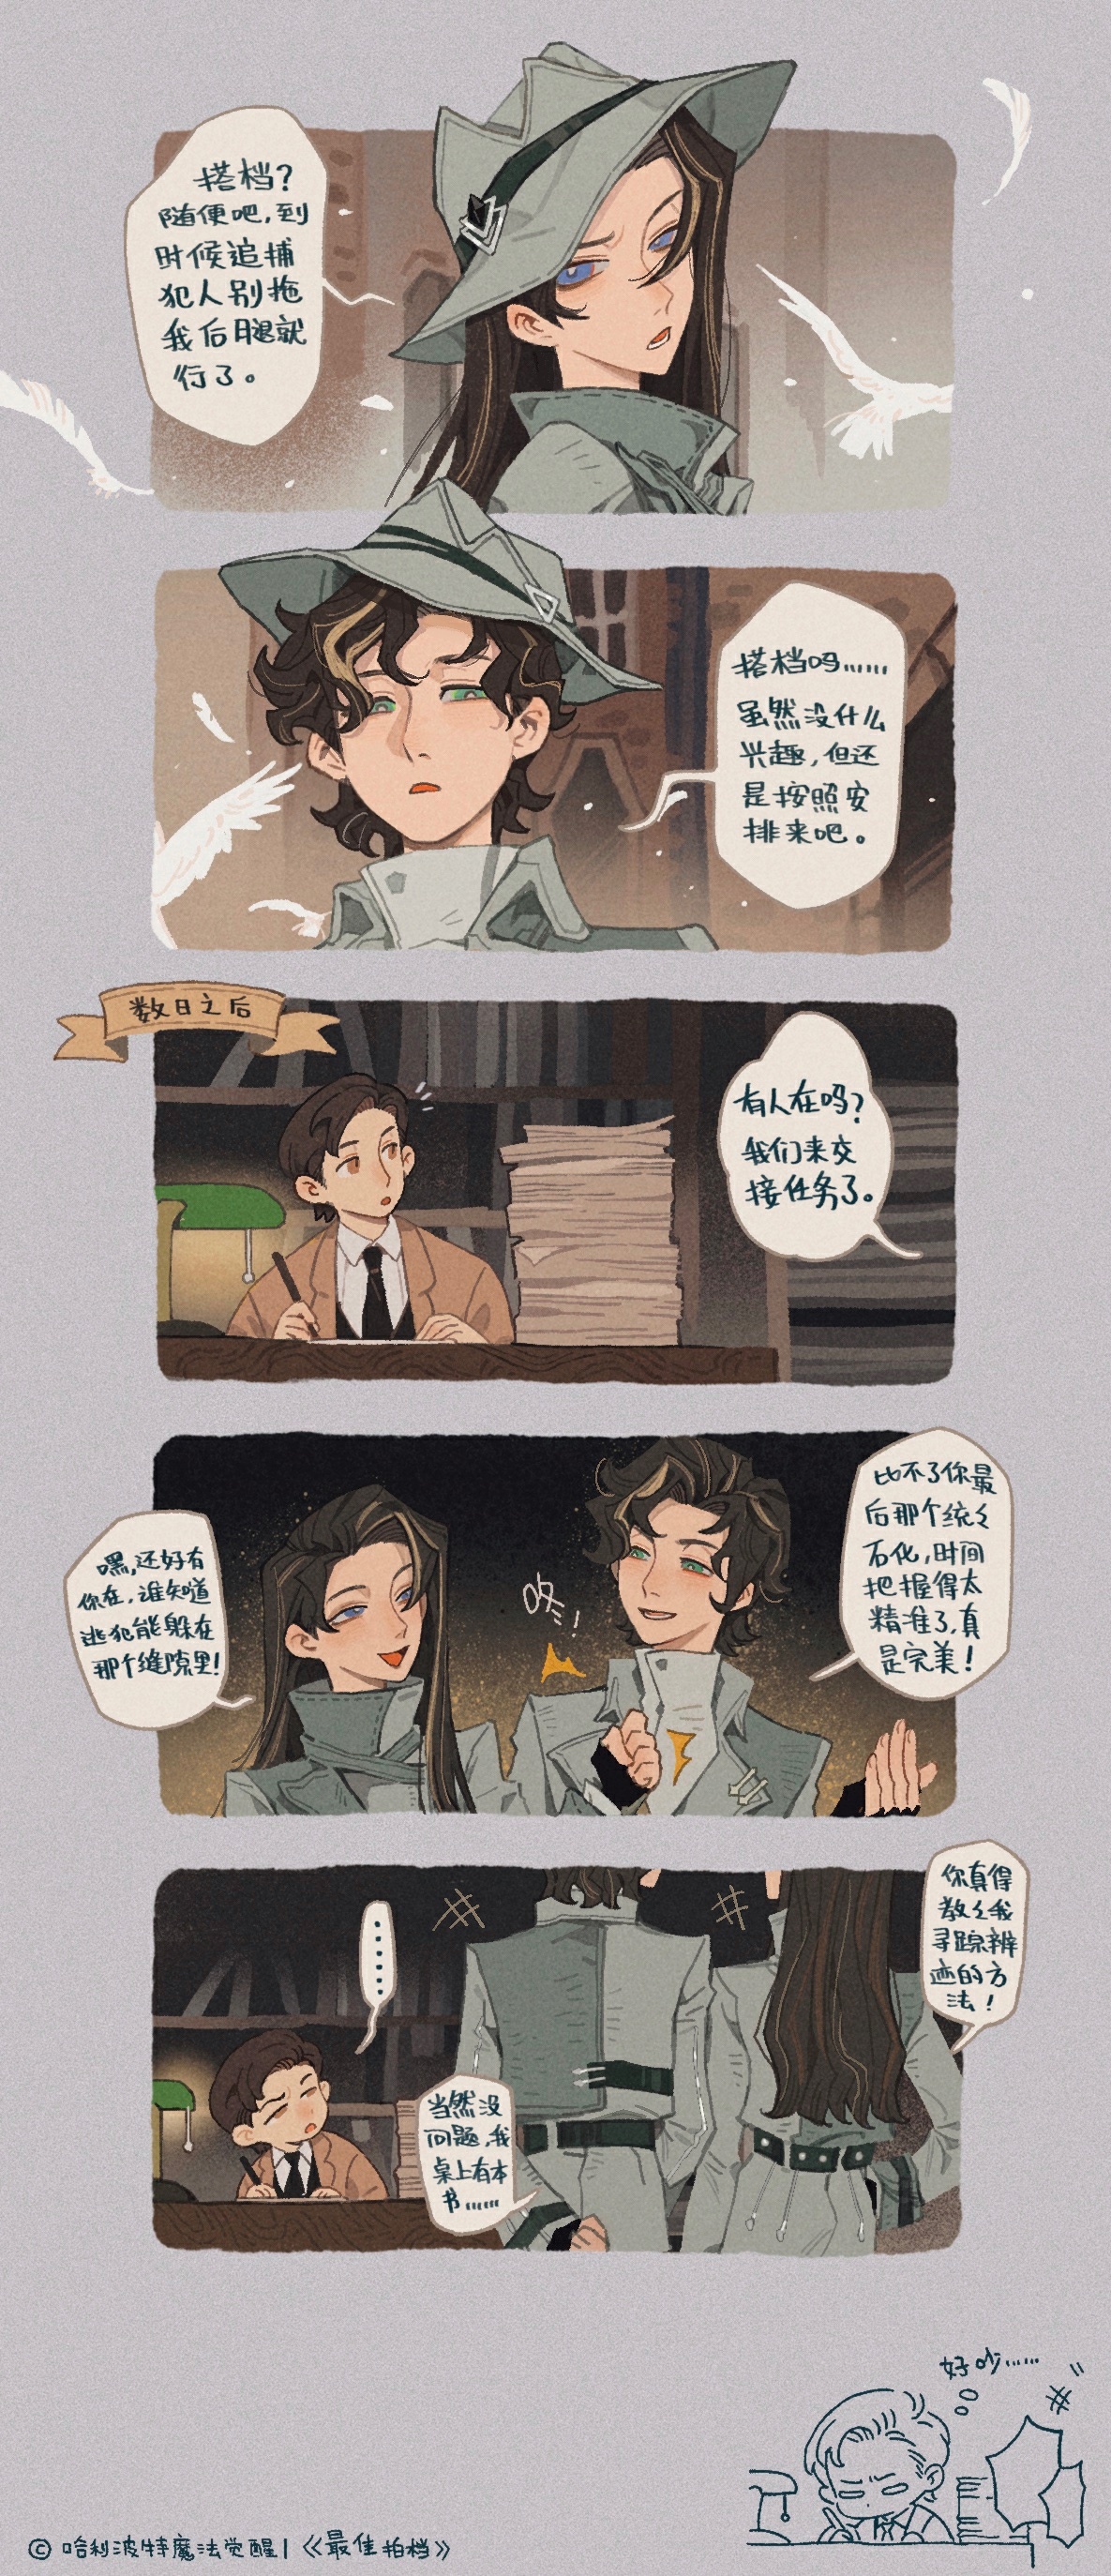 搭档?
随便吧,到
时候追捕
犯人别拖
我后腿就
行了。
搭档吗……
虽然没什么
兴趣,但还
是按照安
排来吧。
数日之后
有人在吗?
我们来交
接任务了。
嘿,还好有
你在,谁知道
逃犯能躲在
那个缝隙里!
咚!
比不了你最
后那个统统
石化,时间
把握得太
精准了,真
是完美!
……
你真得
教教我
寻踪辨
迹的方
法!
当然没
问题,我
桌上有本
书……
好吵……
© 哈利波特魔法觉醒|《最佳拍档》